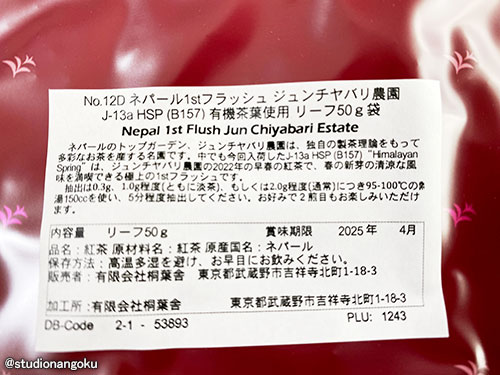 No.12D ネパール1stフラッシュ ジュンチヤバリ農園
J-13a HSP (B157) 有機茶葉使用 リーフ50g袋
Nepal 1st Flush Jun Chiyabari Estate
ネパールのトップガーデン、ジュンチヤバリ農園は、独自の製茶理論をもって
多彩なお茶を産する名園です。中でも今回入荷したJ-13a HSP (B157) "Himalayan
Spring" は、ジュンチヤバリ農園の2022年の早春の紅茶で、春の新芽の清涼な風
味を満喫できる極上の1stフラッシュです。
抽出は0.3g、1.0g程度(ともに淡茶)、もしくは2.0g程度(通常)につき95-100℃の熱
湯150ccを使い、5分程度抽出してください。お好みで2煎目もお楽しみいただけ
ます。
内容量 リーフ50g 賞味期限 2025年 4月
品名：紅茶 原材料名：紅茶 原産国名：ネパール
保存方法：高温多湿を避け、お早目にお飲みください。
販売者：有限会社桐葉舎 東京都武蔵野市吉祥寺北町1-18-3
加工所：有限会社桐葉舎 東京都武蔵野市吉祥寺北町1-18-3
DB-Code 2-1 - 53893 PLU: 1243
@studionangoku